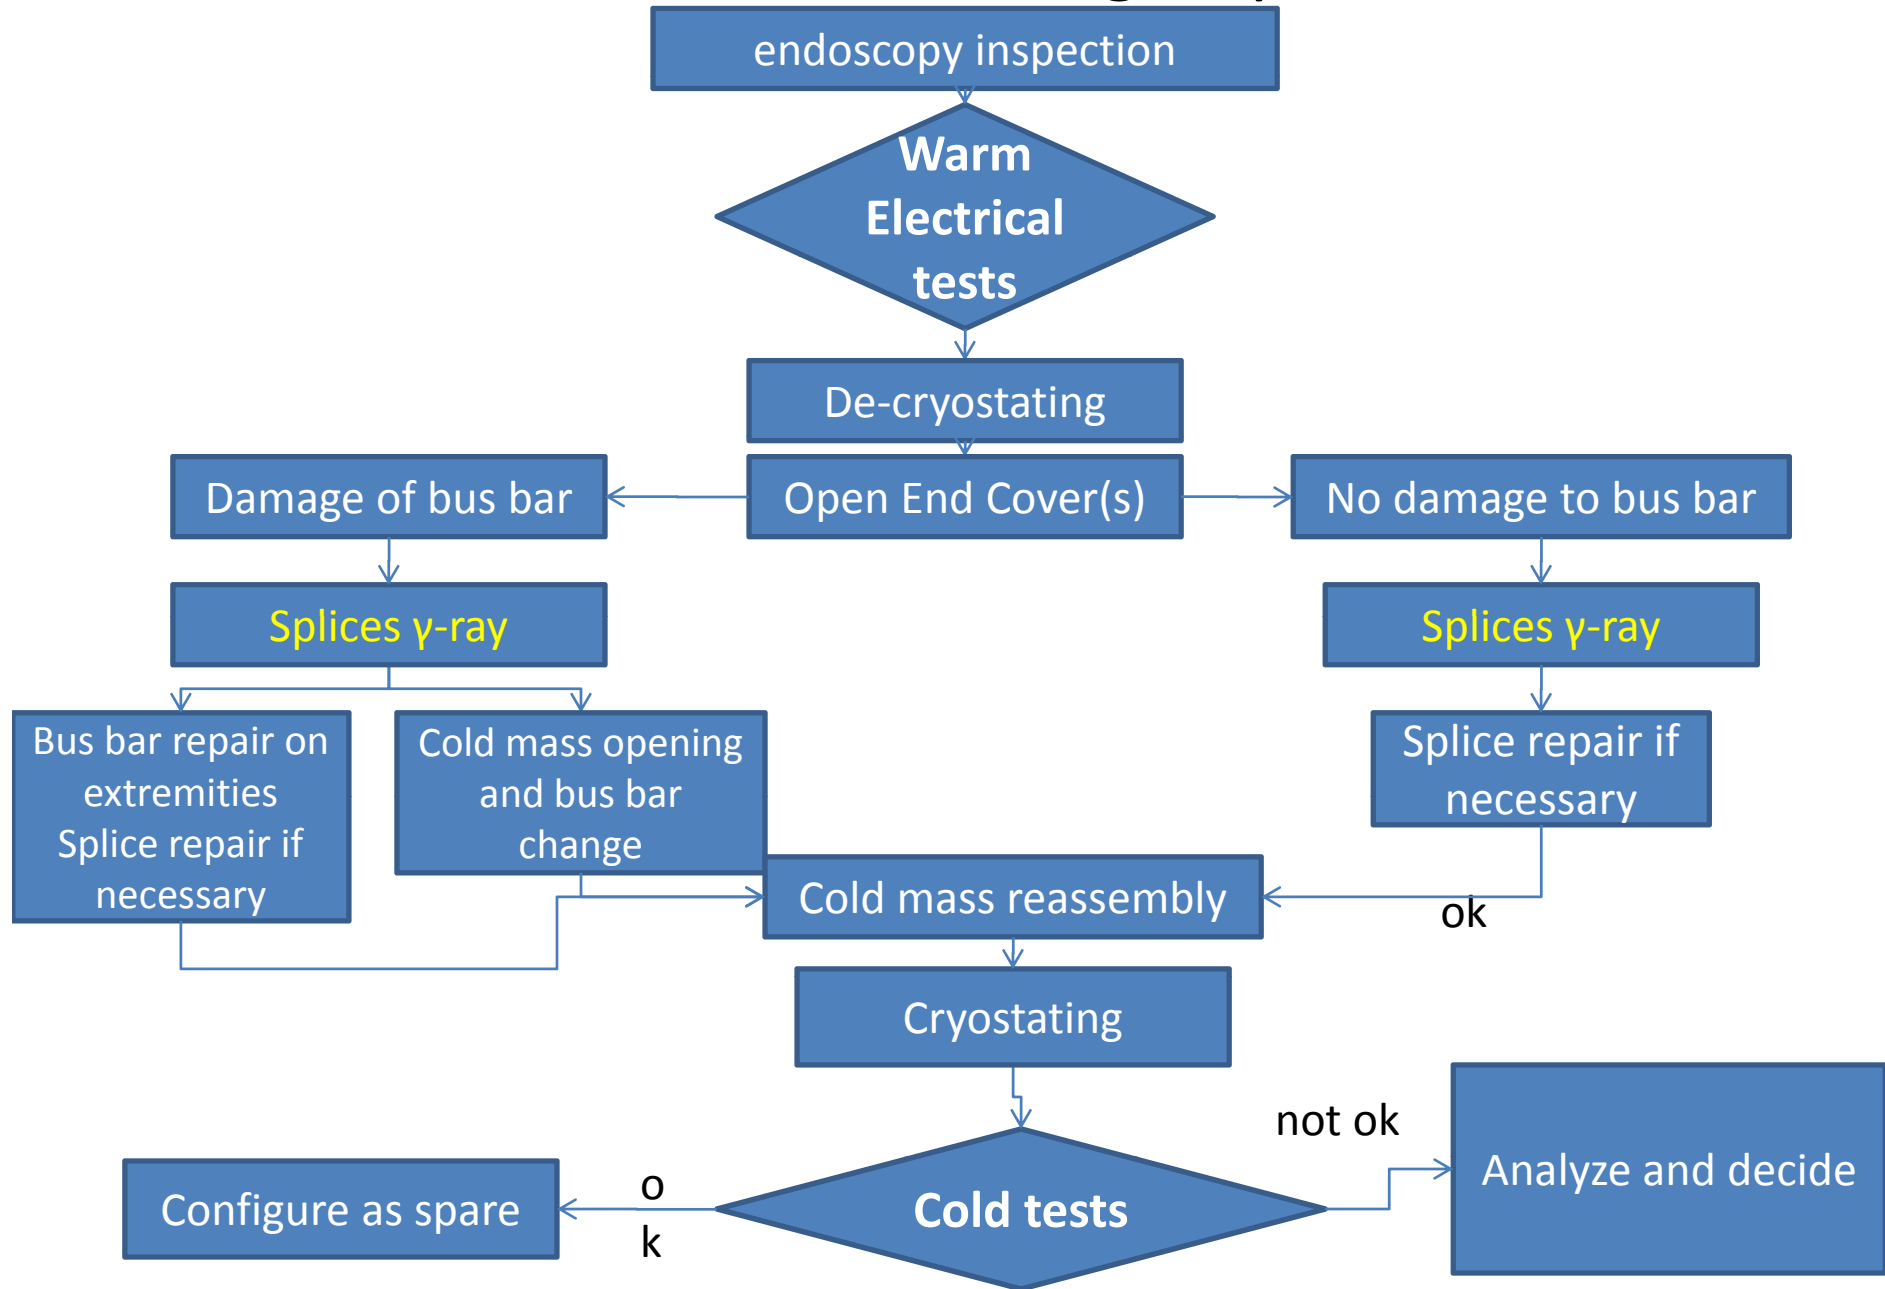 endoscopy inspection
Warm
Electrical
tests
De-cryostating
Damage of bus bar
Open End Cover(s)
No damage to bus bar
Splices γ-ray
Splices γ-ray
Bus bar repair on
extremities
Splice repair if
necessary
Cold mass opening
and bus bar
change
Splice repair if
necessary
Cold mass reassembly
ok
Cryostating
not ok
Analyze and decide
Configure as spare
o
k
Cold tests